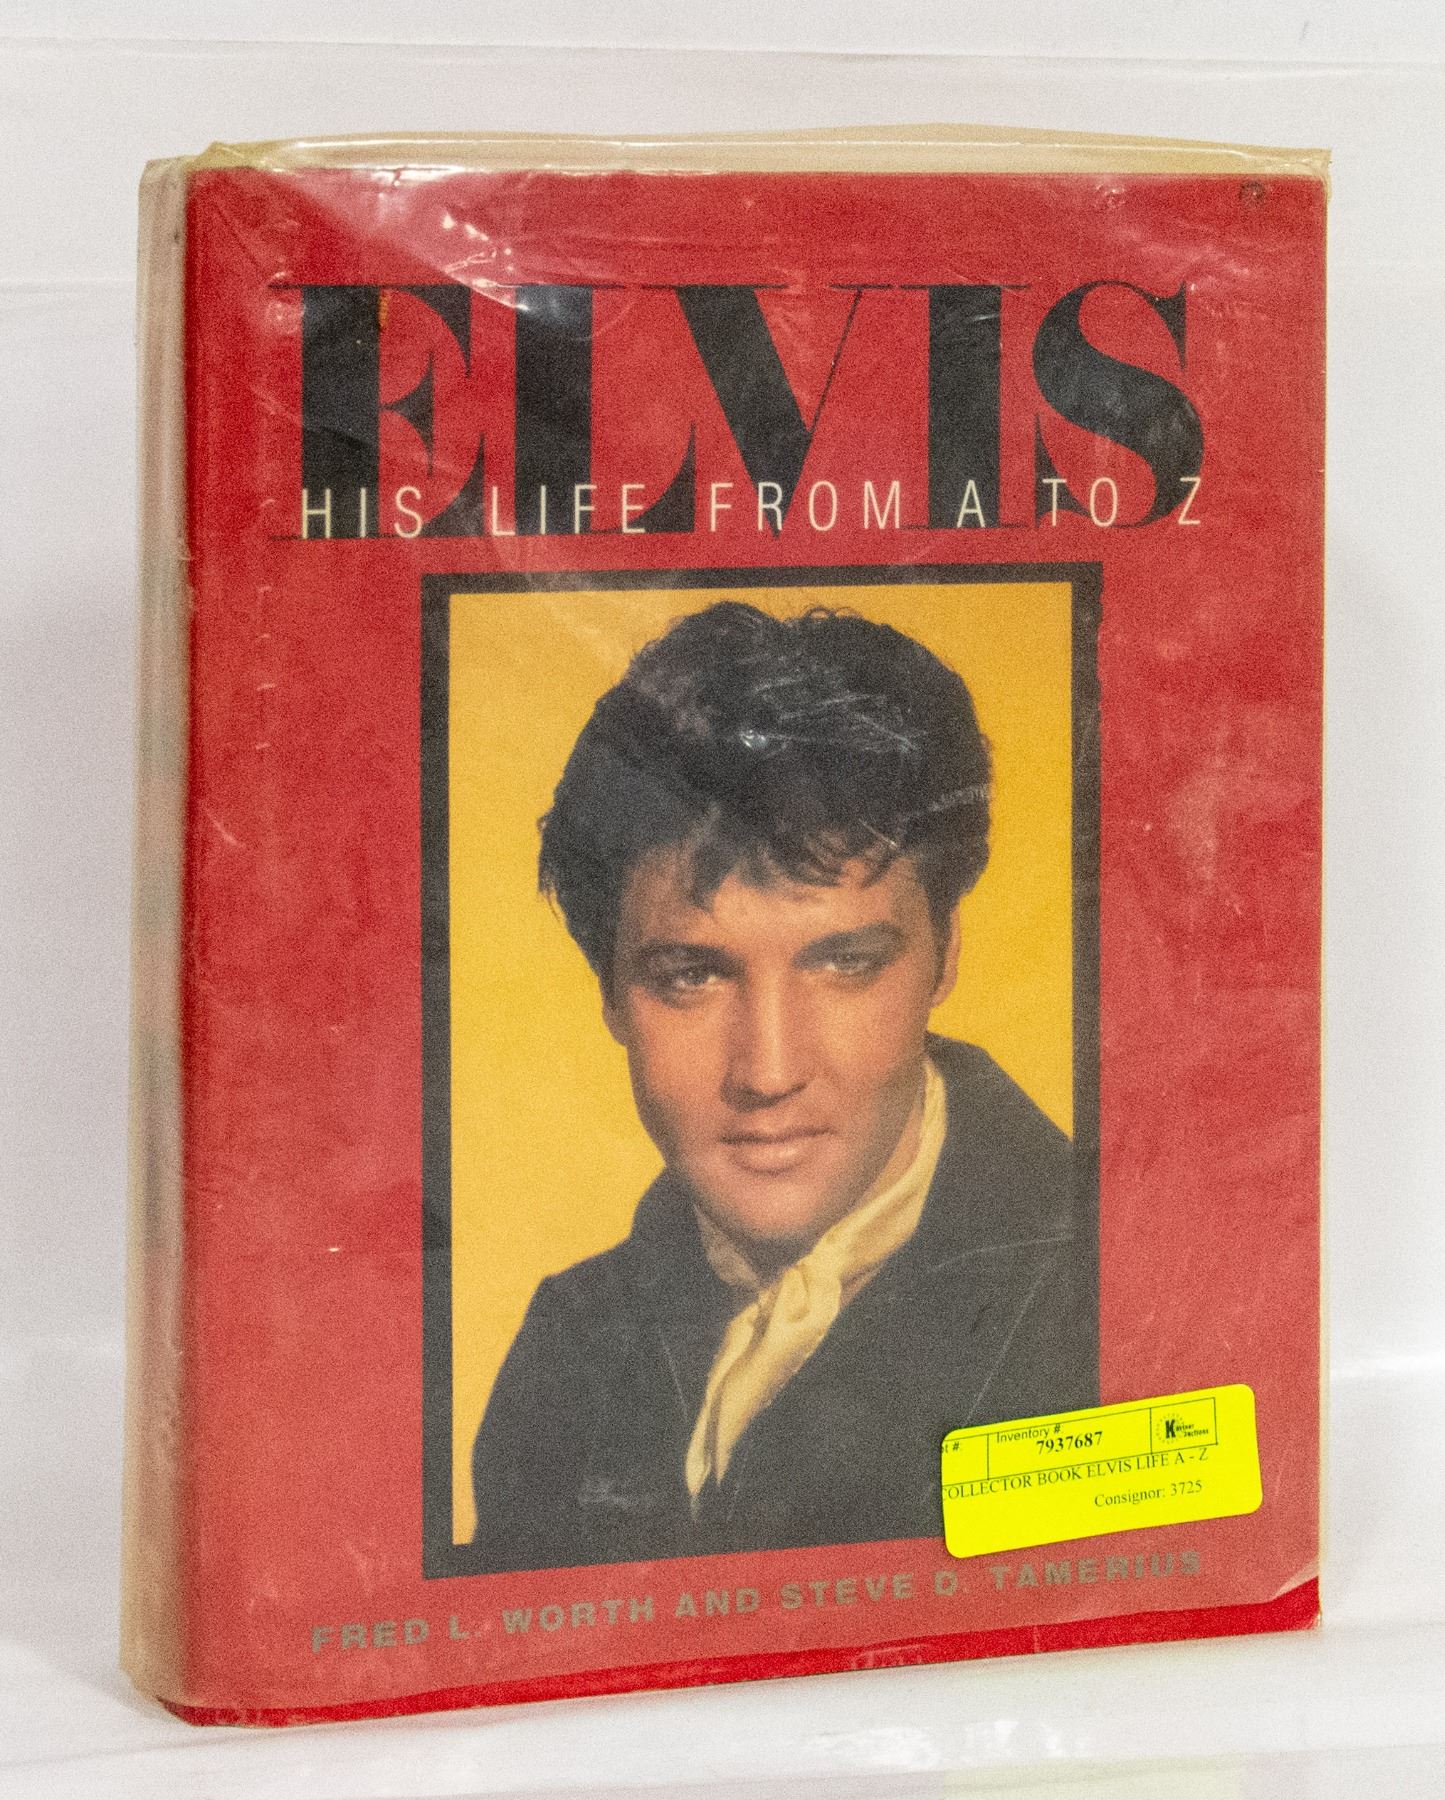 ELVIS
HIS LIFE FROM A TO Z
Inventory #
7937687
COLLECTOR BOOK ELVIS LIFE A - Z
Consignor: 3725
FRED L. WORTH AND STEVE D. TAMERIUS